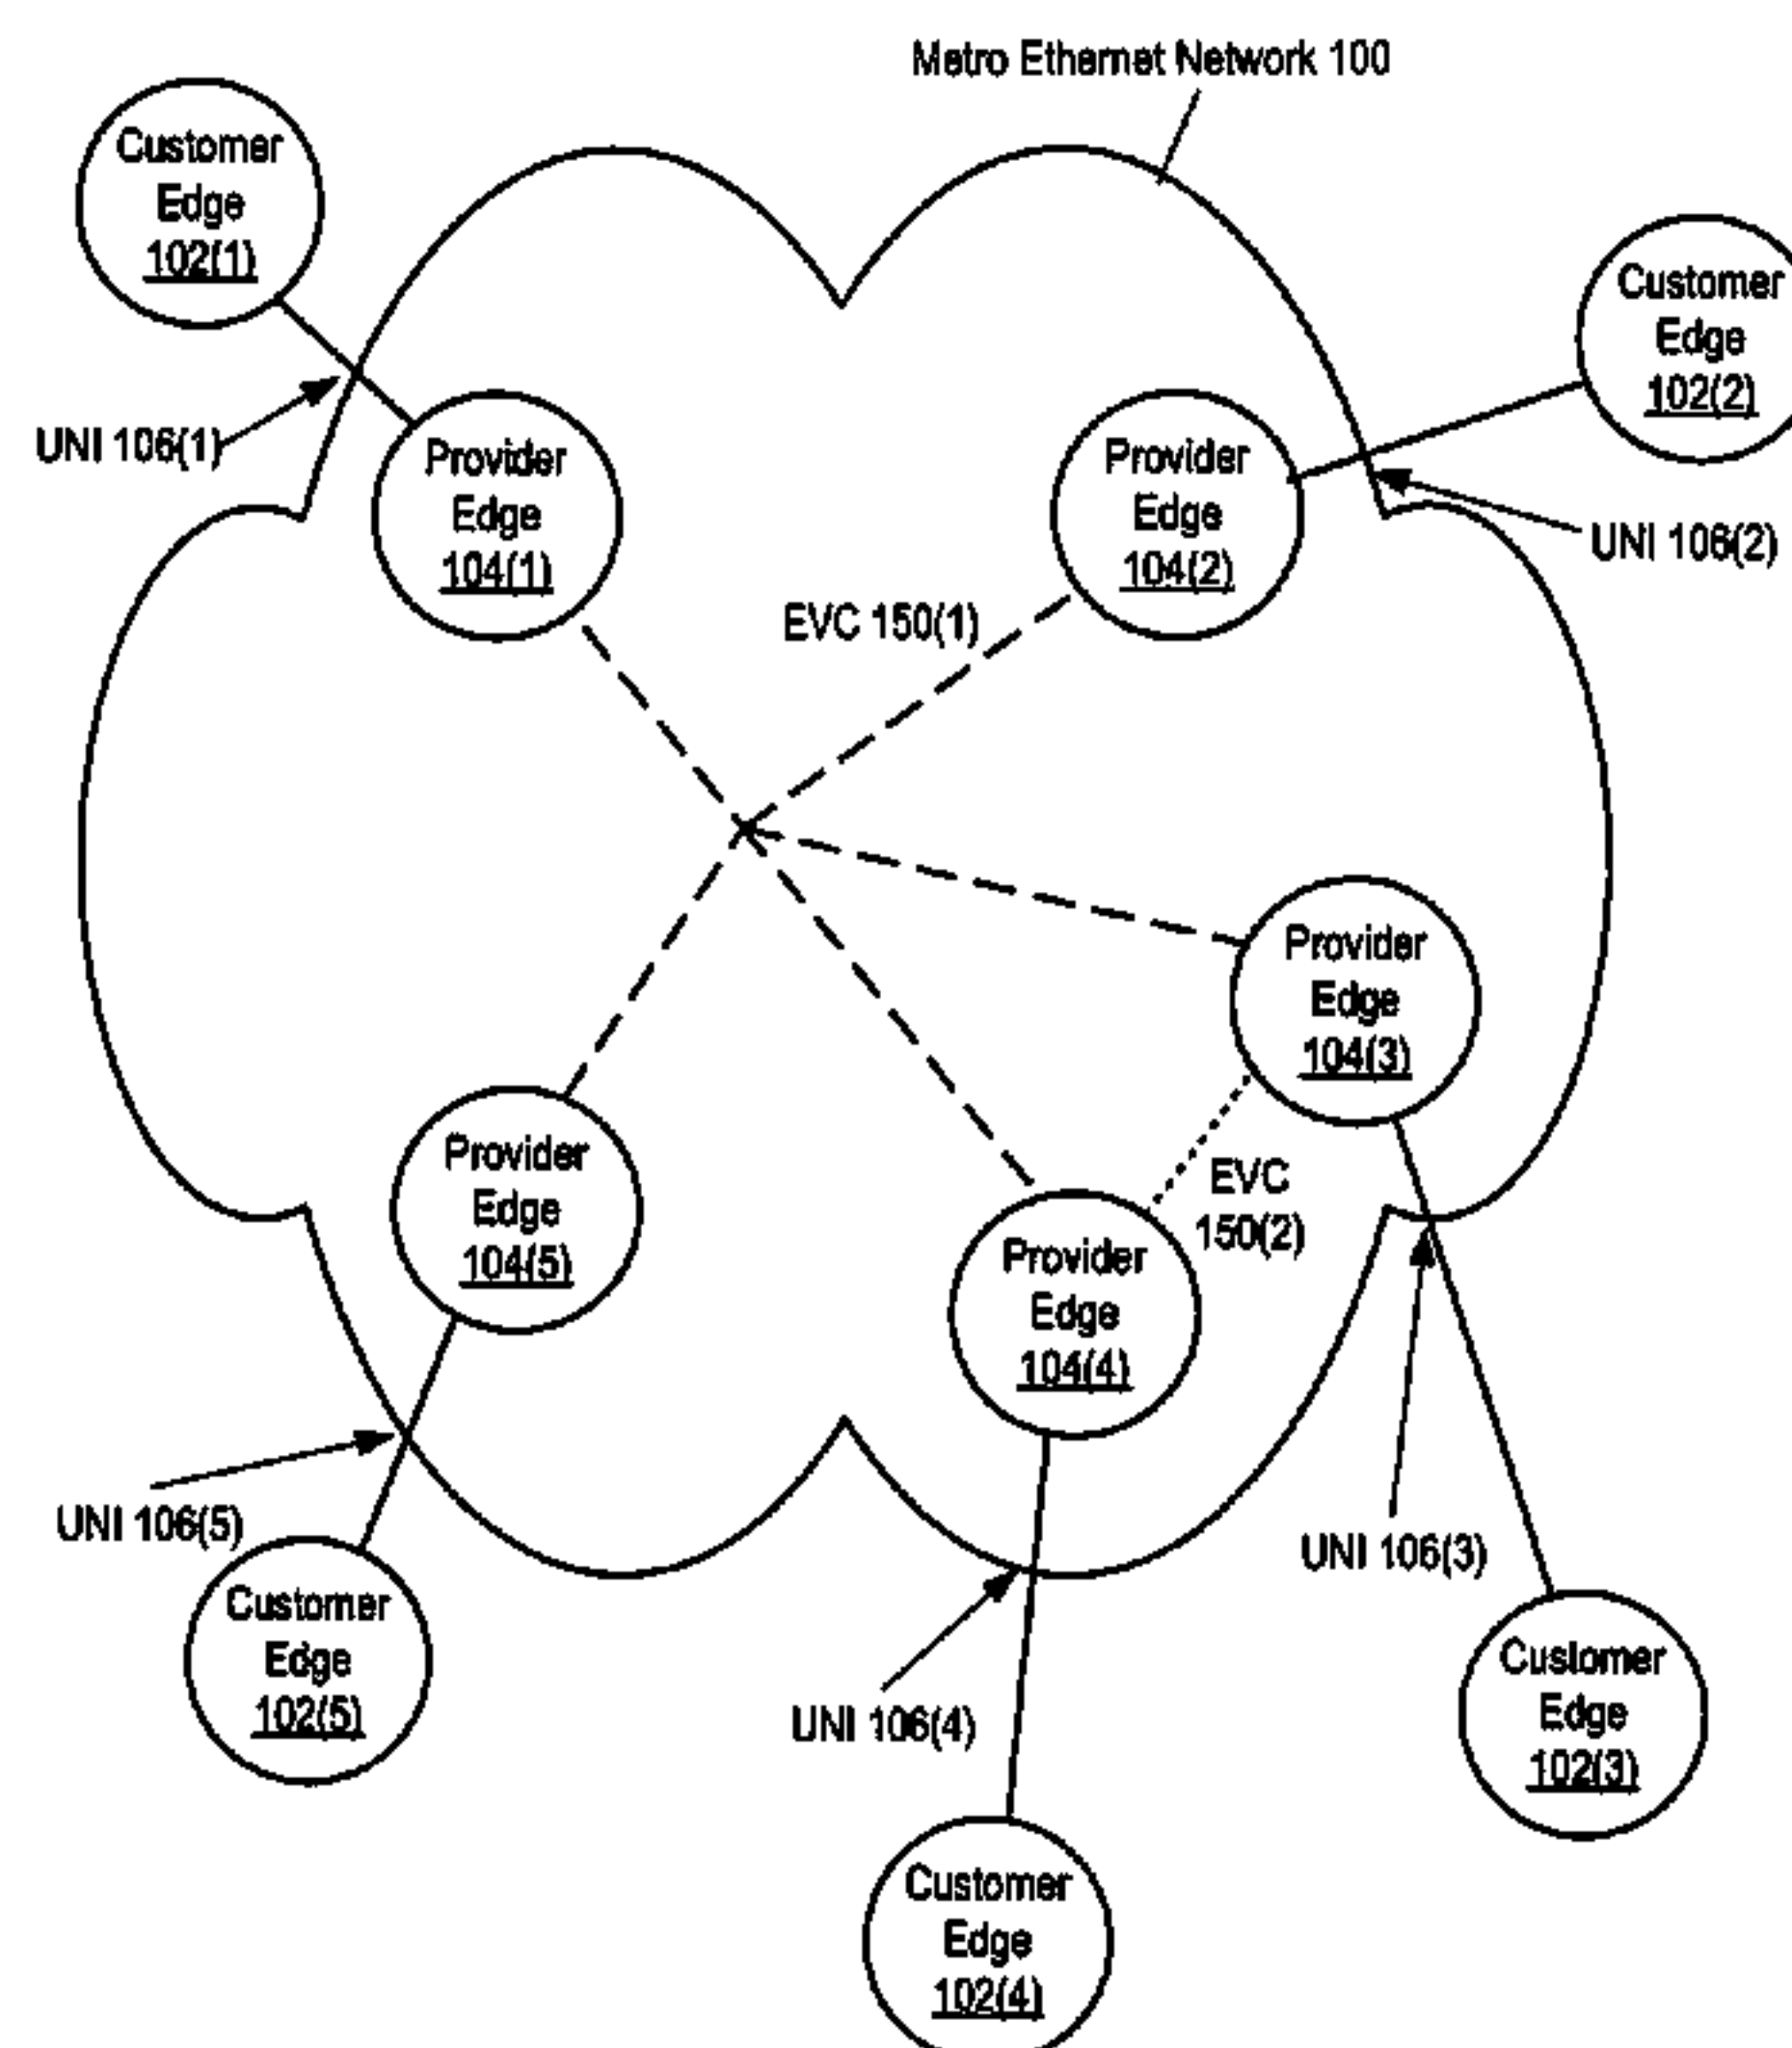 Metro Ethernet Network 100
Customer
Edge
102(1)
Customer
Edge
102(2)
UNI 106(1)
Provider
Edge
104(1)
Provider
Edge
104(2)
UNI 106(2)
EVC 150(1)
Provider
Edge
104(3)
Provider
Edge
104(5)
EVC
150(2)
Provider
Edge
104(4)
UNI 106(5)
UNI 106(3)
Customer
Edge
102(5)
UNI 106(4)
Customer
Edge
102(3)
Customer
Edge
102(4)